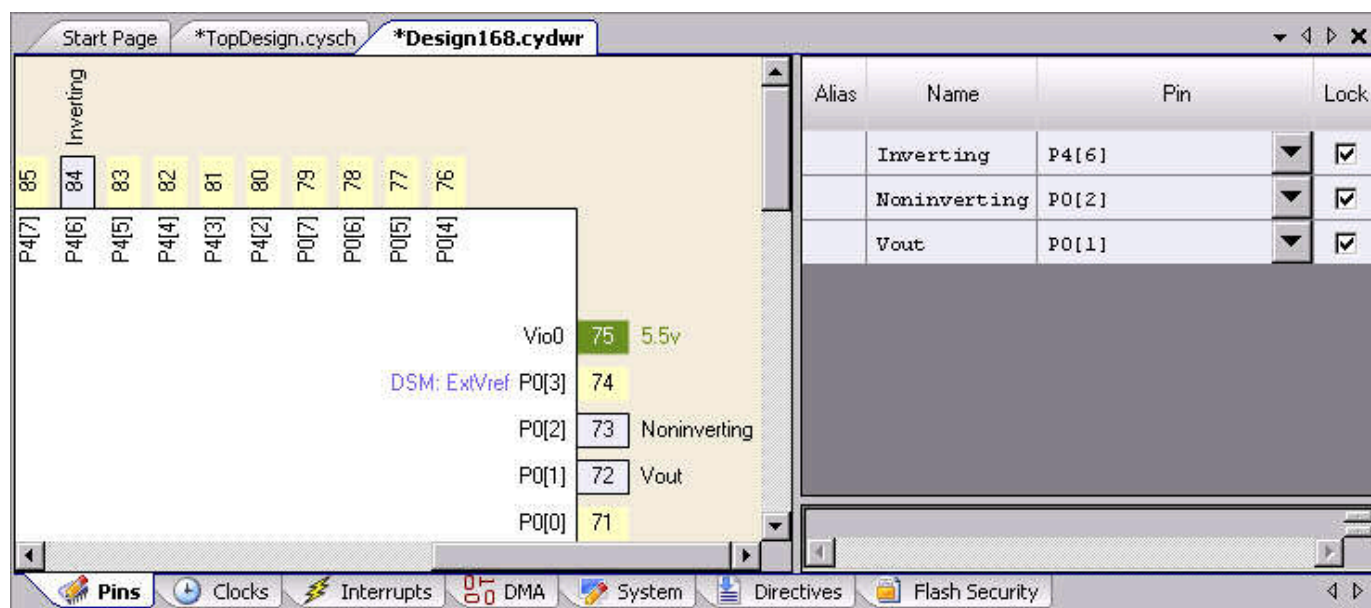 Start Page *TopDesign.cysch *Design168.cydwr
Inverting
85 84 83 82 81 80 79 78 77 76
P4[7] P4[6] P4[5] P4[4] P4[3] P4[2] P0[7] P0[6] P0[5] P0[4]
Vio0 75 5.5v
DSM: ExtVref P0[3] 74
P0[2] 73 Noninverting
P0[1] 72 Vout
P0[0] 71
Alias Name Pin Lock
Inverting P4[6]
Noninverting P0[2]
Vout P0[1]
Pins Clocks Interrupts DMA System Directives Flash Security